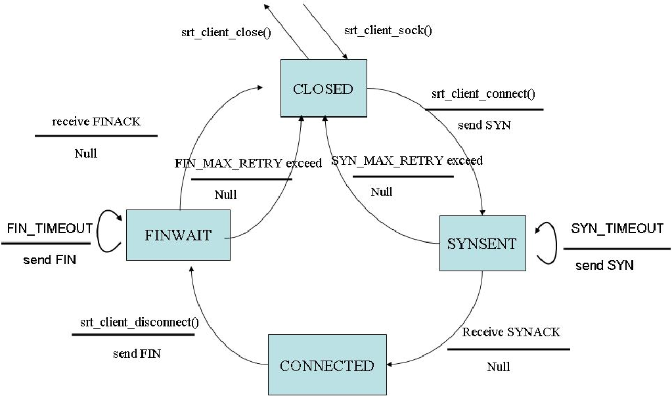 srt_client_close()
srt_client_sock()
CLOSED
srt_client_connect()
send SYN
receive FINACK
Null
FIN_MAX_RETRY exceed
Null
SYN_MAX_RETRY exceed
Null
FIN_TIMEOUT
send FIN
FINWAIT
SYNSENT
SYN_TIMEOUT
send SYN
srt_client_disconnect()
send FIN
CONNECTED
Receive SYNACK
Null